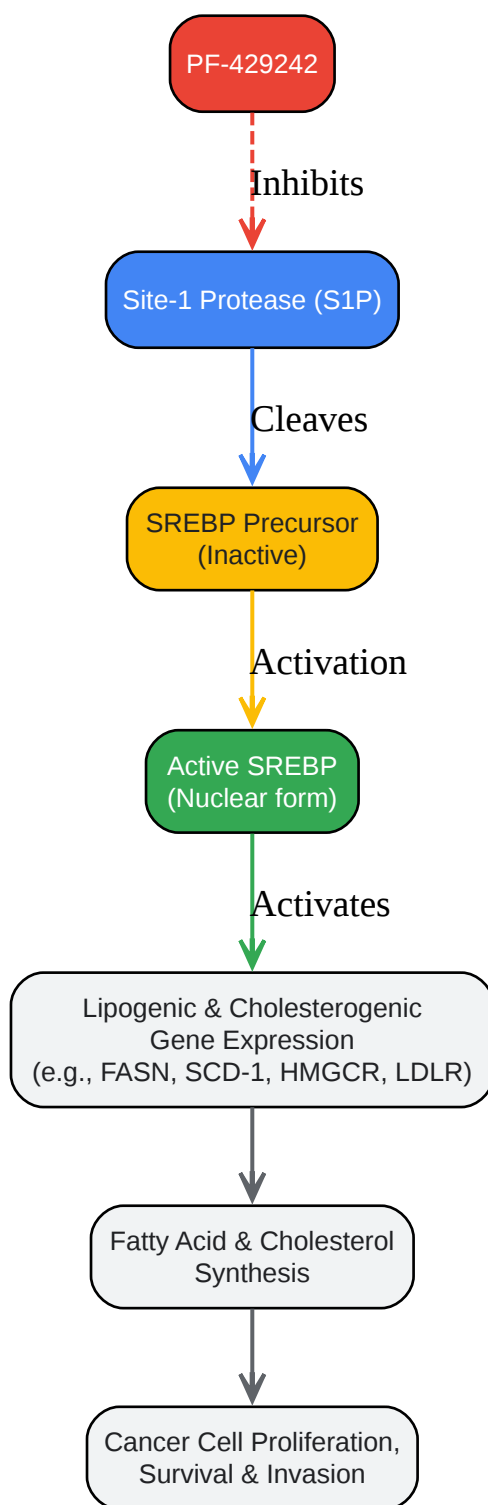 PF-429242
Inhibits
Site-1 Protease (S1P)
Cleaves
SREBP Precursor
(Inactive)
Activation
Active SREBP
(Nuclear form)
Activates
Lipogenic & Cholesterogenic
Gene Expression
(e.g., FASN, SCD-1, HMGCR, LDLR)
Fatty Acid & Cholesterol
Synthesis
Cancer Cell Proliferation,
Survival & Invasion